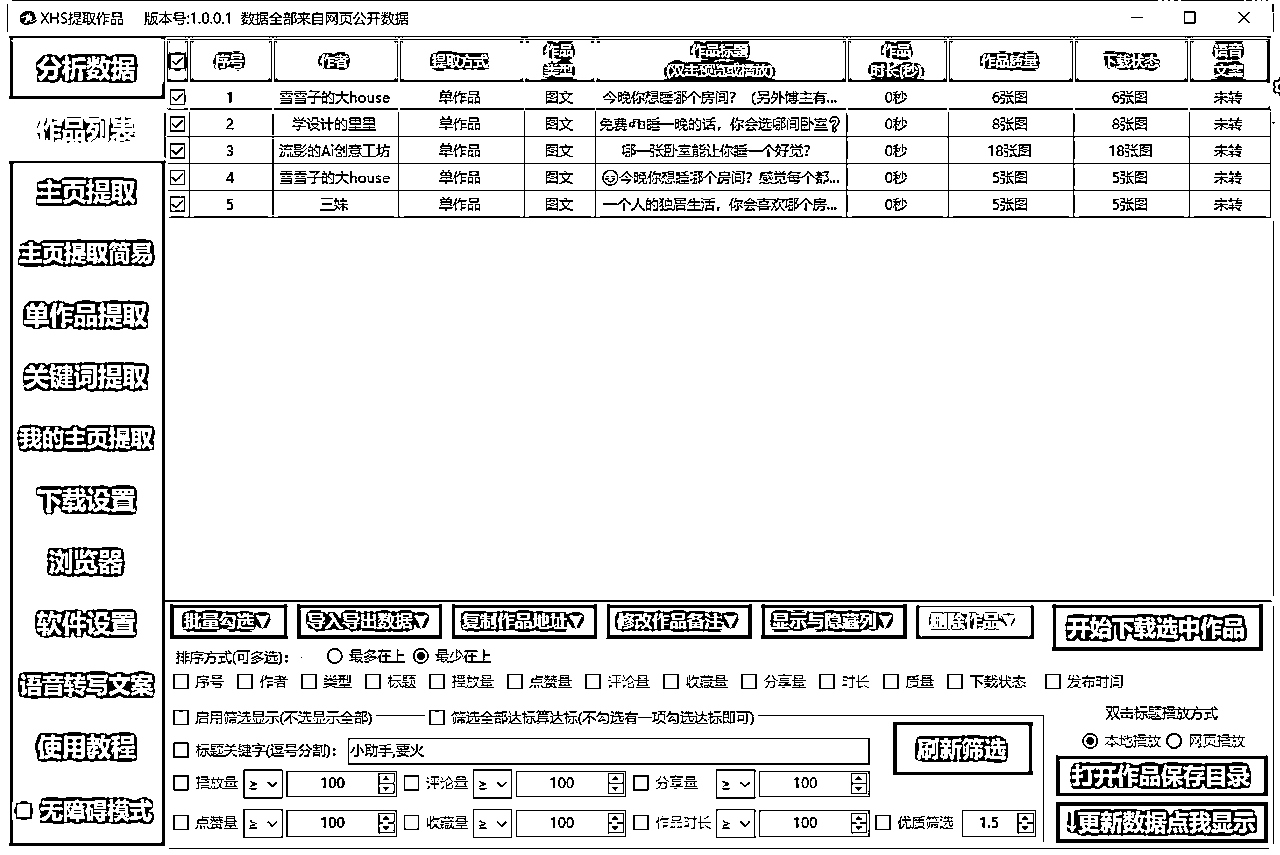 XHS提取作品 版本号:1.0.0.1 数据全部来自网页公开数据
分析数据
作品列表
主页提取
主页提取简易
单作品提取
关键词提取
我的主页提取
下载设置
浏览器
软件设置
语音转写文案
使用教程
无障碍模式
序号 作者 提取方式 作品类型 作品标题(双击预览或播放) 作品时长(秒) 作品质量 下载状态 语音文案
1 雪雪子的大house 单作品 图文 今晚你想睡哪个房间？（另外博主有... 0秒 6张图 6张图 未转
2 学设计的里里 单作品 图文 免费睡一晚的话，你会选哪间卧室? 0秒 8张图 8张图 未转
3 流影的Ai创意工坊 单作品 图文 哪一张卧室能让你睡一个好觉? 0秒 18张图 18张图 未转
4 雪雪子的大house 单作品 图文 今晚你想睡哪个房间？感觉每个都... 0秒 5张图 5张图 未转
5 三妹 单作品 图文 一个人的独居生活，你会喜欢哪个房... 0秒 5张图 5张图 未转
批量勾选▽ 导入导出数据▽ 复制作品地址▽ 修改作品备注▽ 显示与隐藏列▽ 删除作品▽ 开始下载选中作品
排序方式(可多选)： 最多在上 最少在上
序号 作者 类型 标题 播放量 点赞量 评论量 收藏量 分享量 时长 质量 下载状态 发布时间
启用筛选显示(不选显示全部) 筛选全部达标算达标(不勾选有一项勾选达标即可)
标题关键字(逗号分割)： 小助手,要火
刷新筛选
播放量 ≥ 100 评论量 ≥ 100 分享量 ≥ 100
点赞量 ≥ 100 收藏量 ≥ 100 作品时长 ≥ 100 优质筛选 1.5
双击标题播放方式
本地播放 网页播放
打开作品保存目录
↓更新数据点我显示